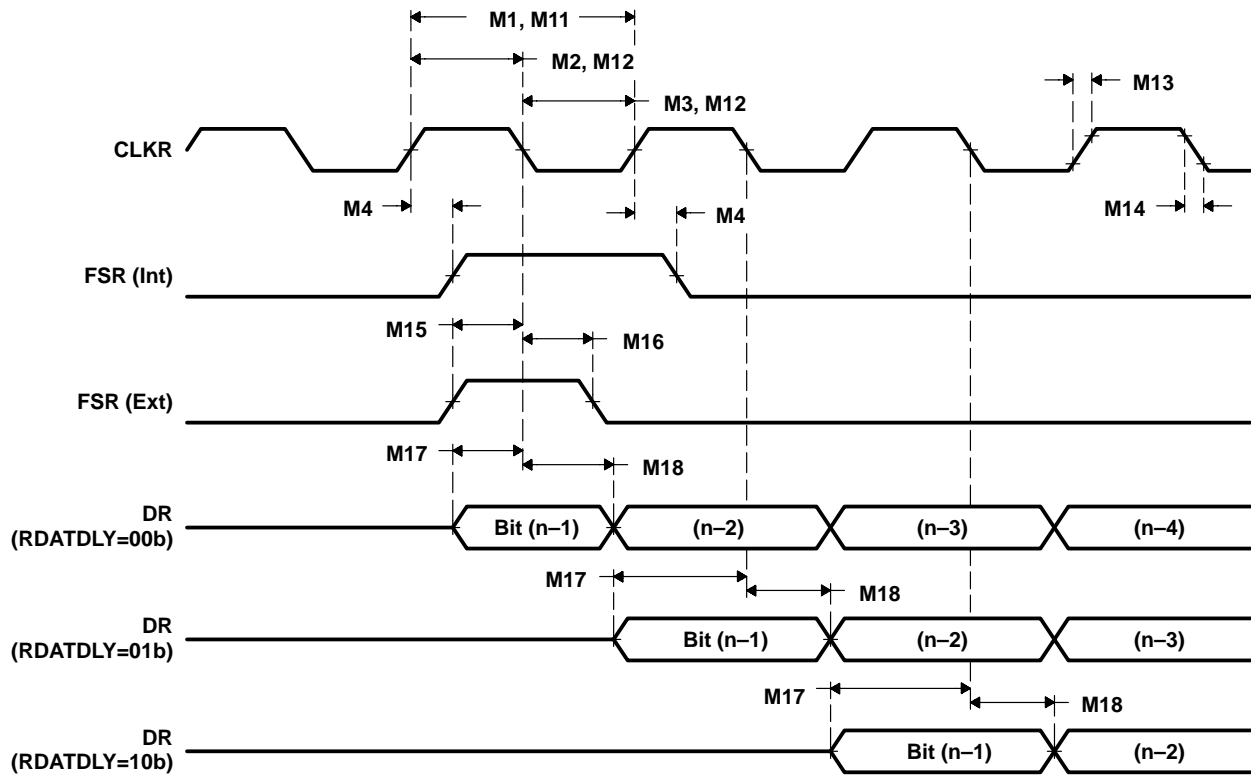 M1, M11
M2, M12
M13
M3, M12
CLKR
M4
M4
M14
FSR (Int)
M15
M16
FSR (Ext)
M17
M18
DR
(RDATDLY=00b)
Bit (n–1)
(n–2)
(n–3)
(n–4)
M17
M18
DR
(RDATDLY=01b)
Bit (n–1)
(n–2)
(n–3)
M17
M18
DR
(RDATDLY=10b)
Bit (n–1)
(n–2)